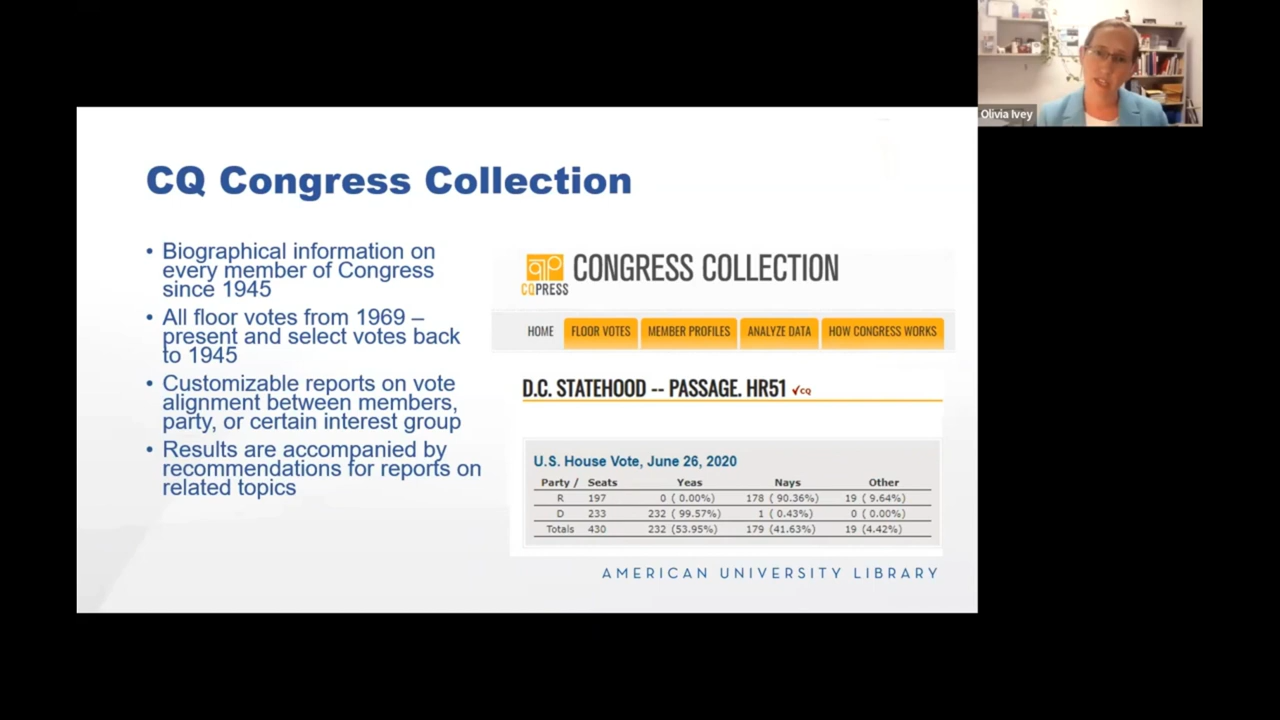 Olivia Ivey
CQ Congress Collection
• Biographical information on
every member of Congress
since 1945
• All floor votes from 1969 –
present and select votes back
to 1945
• Customizable reports on vote
alignment between members,
party, or certain interest group
• Results are accompanied by
recommendations for reports on
related topics
CQPRESS CONGRESS COLLECTION
HOME FLOOR VOTES MEMBER PROFILES ANALYZE DATA HOW CONGRESS WORKS
D.C. STATEHOOD -- PASSAGE. HR51 √CQ
U.S. House Vote, June 26, 2020
Party / Seats Yeas Nays Other
R 197 0 ( 0.00%) 178 ( 90.36%) 19 ( 9.64%)
D 233 232 ( 99.57%) 1 ( 0.43%) 0 ( 0.00%)
Totals 430 232 (53.95%) 179 (41.63%) 19 (4.42%)
AMERICAN UNIVERSITY LIBRARY